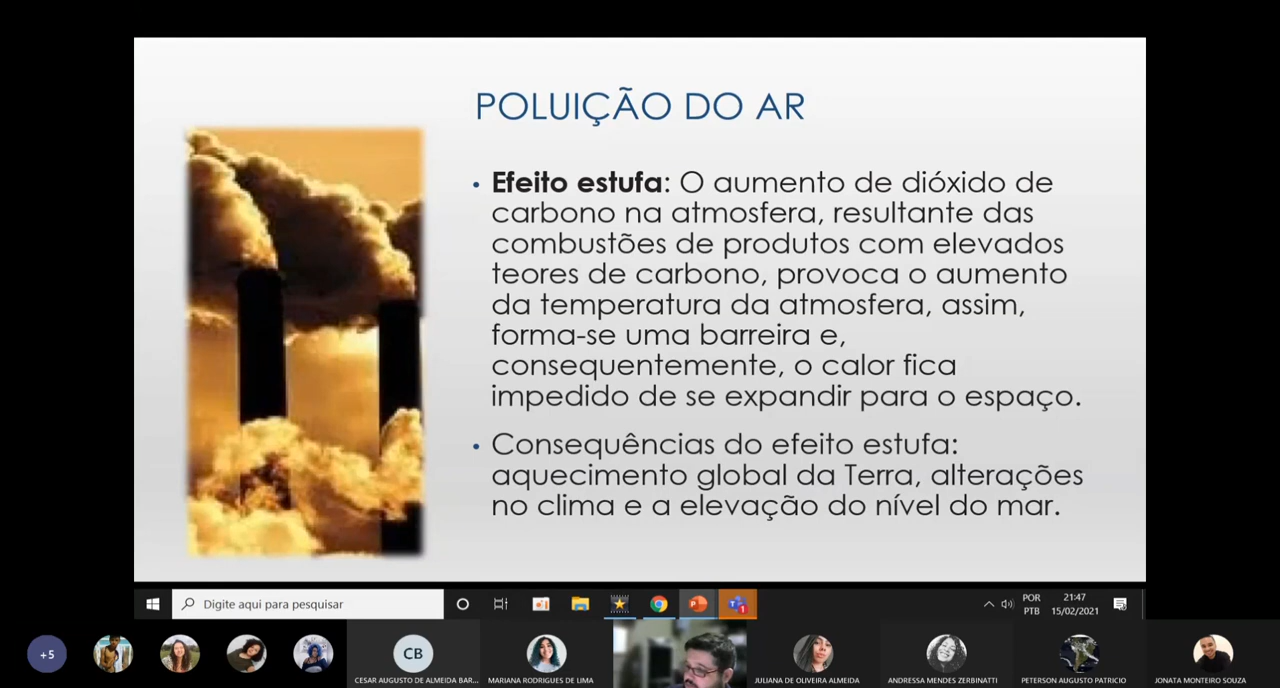 POLUIÇÃO DO AR
• Efeito estufa: O aumento de dióxido de
carbono na atmosfera, resultante das
combustões de produtos com elevados
teores de carbono, provoca o aumento
da temperatura da atmosfera, assim,
forma-se uma barreira e,
consequentemente, o calor fica
impedido de se expandir para o espaço.
• Consequências do efeito estufa:
aquecimento global da Terra, alterações
no clima e a elevação do nível do mar.
Digite aqui para pesquisar
POR
PTB
21:47
15/02/2021
+5
CB
CESAR AUGUSTO DE ALMEIDA BAR...
MARIANA RODRIGUES DE LIMA
JULIANA DE OLIVEIRA ALMEIDA
ANDRESSA MENDES ZERBINATTI
PETERSON AUGUSTO PATRICIO
JONATA MONTEIRO SOUZA